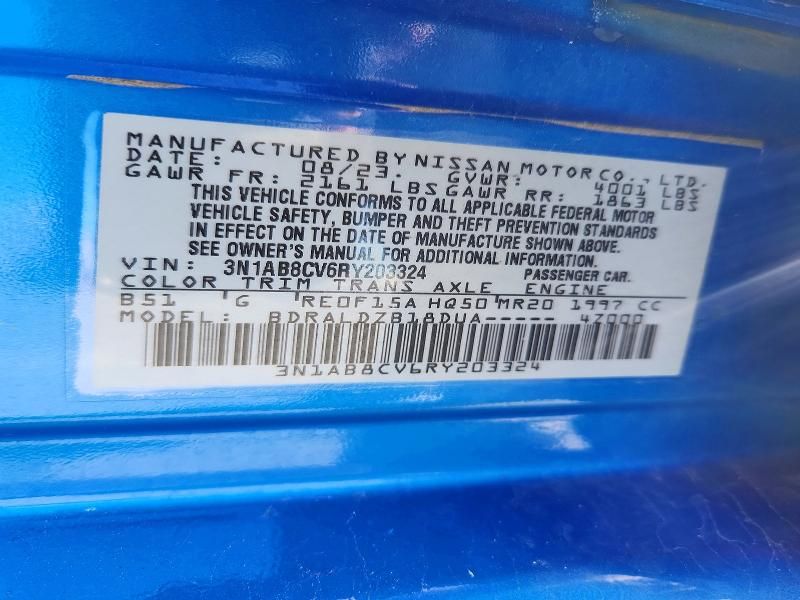 MANUFACTURED BY NISSAN MOTOR CO., LTD.
DATE: 08/23. GVWR: 4001 LBS
GAWR FR: 2161 LBS GAWR RR: 1863 LBS
THIS VEHICLE CONFORMS TO ALL APPLICABLE FEDERAL MOTOR
VEHICLE SAFETY, BUMPER AND THEFT PREVENTION STANDARDS
IN EFFECT ON THE DATE OF MANUFACTURE SHOWN ABOVE.
SEE OWNER'S MANUAL FOR ADDITIONAL INFORMATION.
VIN: 3N1AB8CV6RY203324 PASSENGER CAR.
COLOR TRIM TRANS AXLE ENGINE
B51 G RE0F15A HQ50 MR20 1997 CC
MODEL: BDRALDZB18DUA----- 4Z000
3N1AB8CV6RY203324